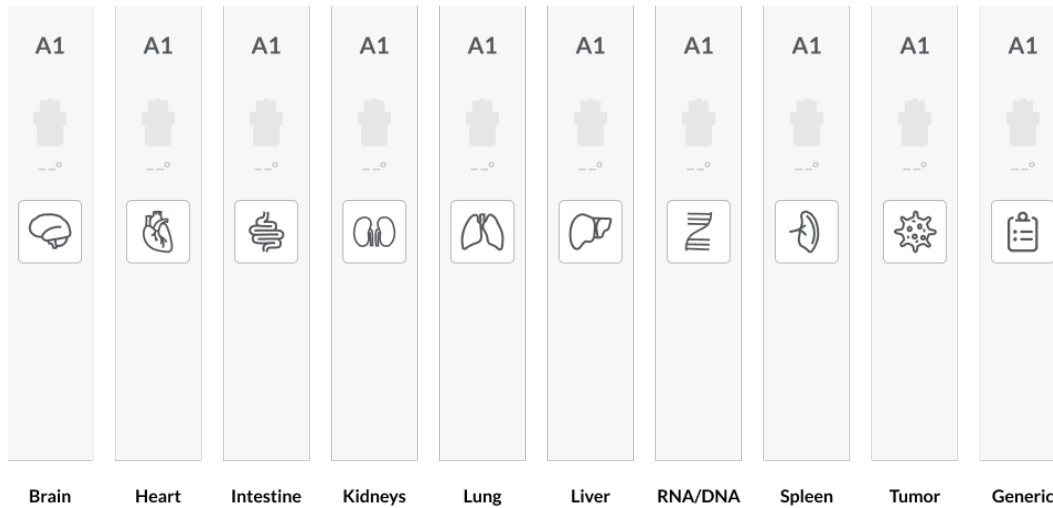 A1 A1 A1 A1 A1 A1 A1 A1 A1 A1
--° --° --° --° --° --° --° --° --° --°
Brain Heart Intestine Kidneys Lung Liver RNA/DNA Spleen Tumor Generic